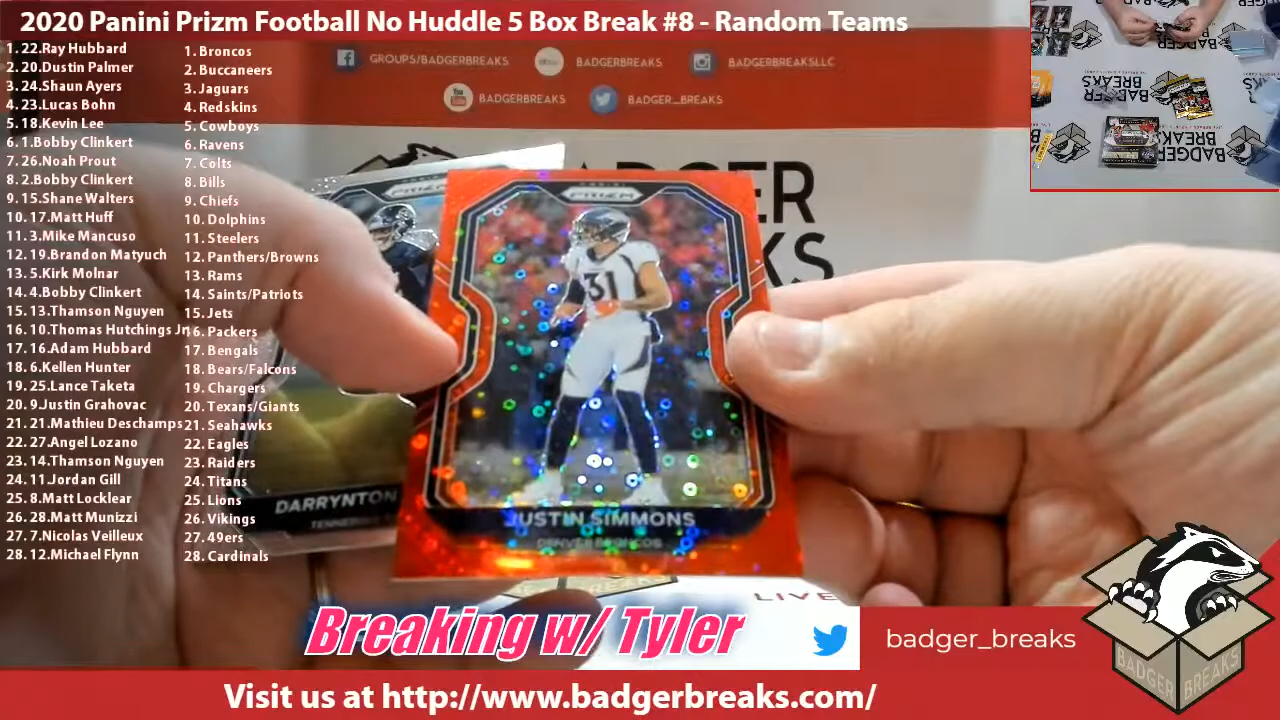 2020 Panini Prizm Football No Huddle 5 Box Break #8 - Random Teams
1. 22.Ray Hubbard
2. 20.Dustin Palmer
3. 24.Shaun Ayers
4. 23.Lucas Bohn
5. 18.Kevin Lee
6. 1.Bobby Clinkert
7. 26.Noah Prout
8. 2.Bobby Clinkert
9. 15.Shane Walters
10. 17.Matt Huff
11. 3.Mike Mancuso
12. 19.Brandon Matyuch
13. 5.Kirk Molnar
14. 4.Bobby Clinkert
15. 13.Thamson Nguyen
16. 10.Thomas Hutchings Jr
17. 16.Adam Hubbard
18. 6.Kellen Hunter
19. 25.Lance Taketa
20. 9.Justin Grahovac
21. 21.Mathieu Deschamps
22. 27.Angel Lozano
23. 14.Thamson Nguyen
24. 11.Jordan Gill
25. 8.Matt Locklear
26. 28.Matt Munizzi
27. 7.Nicolas Veilleux
28. 12.Michael Flynn
1. Broncos
2. Buccaneers
3. Jaguars
4. Redskins
5. Cowboys
6. Ravens
7. Colts
8. Bills
9. Chiefs
10. Dolphins
11. Steelers
12. Panthers/Browns
13. Rams
14. Saints/Patriots
15. Jets
16. Packers
17. Bengals
18. Bears/Falcons
19. Chargers
20. Texans/Giants
21. Seahawks
22. Eagles
23. Raiders
24. Titans
25. Lions
26. Vikings
27. 49ers
28. Cardinals
GROUPS/BADGERBREAKS
BADGERBREAKS
BADGERBREAKSLLC
BADGERBREAKS
BADGER_BREAKS
PRIZM
31
JUSTIN SIMMONS
DENVER BRONCOS
DARRYNTON
LIVE
Breaking w/ Tyler
badger_breaks
BADGER BREAKS
Visit us at http://www.badgerbreaks.com/